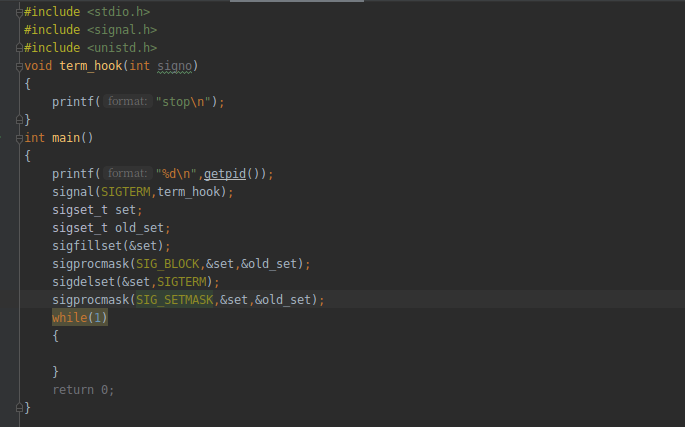 #include <stdio.h>
#include <signal.h>
#include <unistd.h>
void term_hook(int signo)
{
    printf( format: "stop\n");
}
int main()
{
    printf( format: "%d\n",getpid());
    signal(SIGTERM,term_hook);
    sigset_t set;
    sigset_t old_set;
    sigfillset(&set);
    sigprocmask(SIG_BLOCK,&set,&old_set);
    sigdelset(&set,SIGTERM);
    sigprocmask(SIG_SETMASK,&set,&old_set);
    while(1)
    {
    }
    return 0;
}